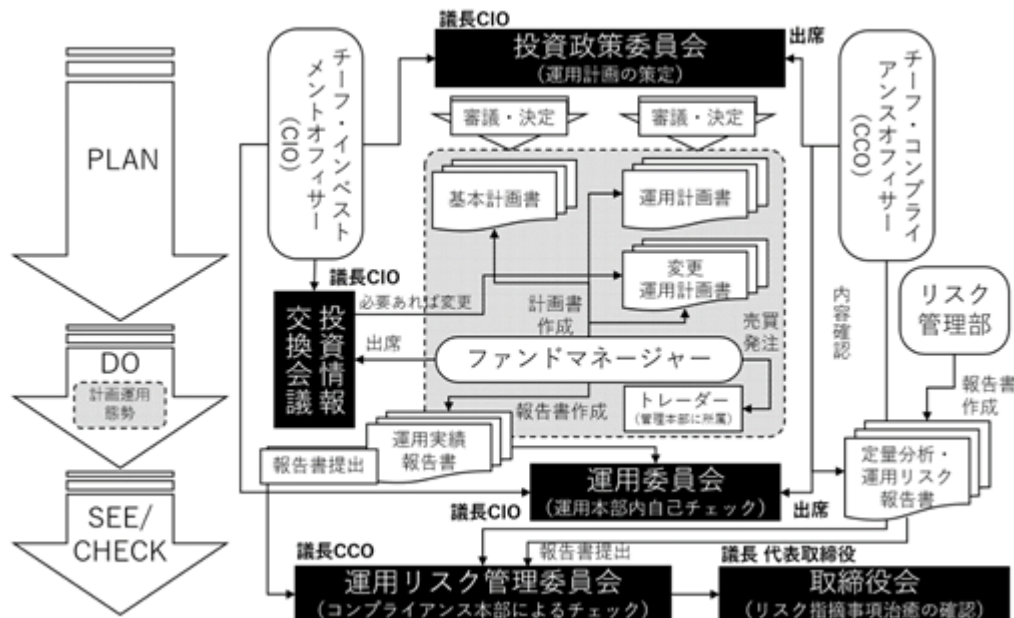 議長CIO
投資政策委員会
(運用計画の策定)
出席
チーフ・インベスト
メントオフィサー
(CIO)
チーフ・コンプライ
アンスオフィサー
(CCO)
PLAN
審議・決定
審議・決定
基本計画書
運用計画書
変更
運用計画書
議長CIO
必要あれば変更
計画書
作成
売買
発注
内容確認
リスク
管理部
投資情報
交換会議
出席
ファンドマネージャー
DO
計画運用
態勢
報告書作成
トレーダー
(管理本部に所属)
報告書
作成
運用実績
報告書
報告書提出
定量分析・
運用リスク
報告書
運用委員会
(運用本部内自己チェック)
議長CIO
出席
SEE/
CHECK
議長CCO
報告書提出
議長 代表取締役
運用リスク管理委員会
(コンプライアンス本部によるチェック)
取締役会
(リスク指摘事項治癒の確認)